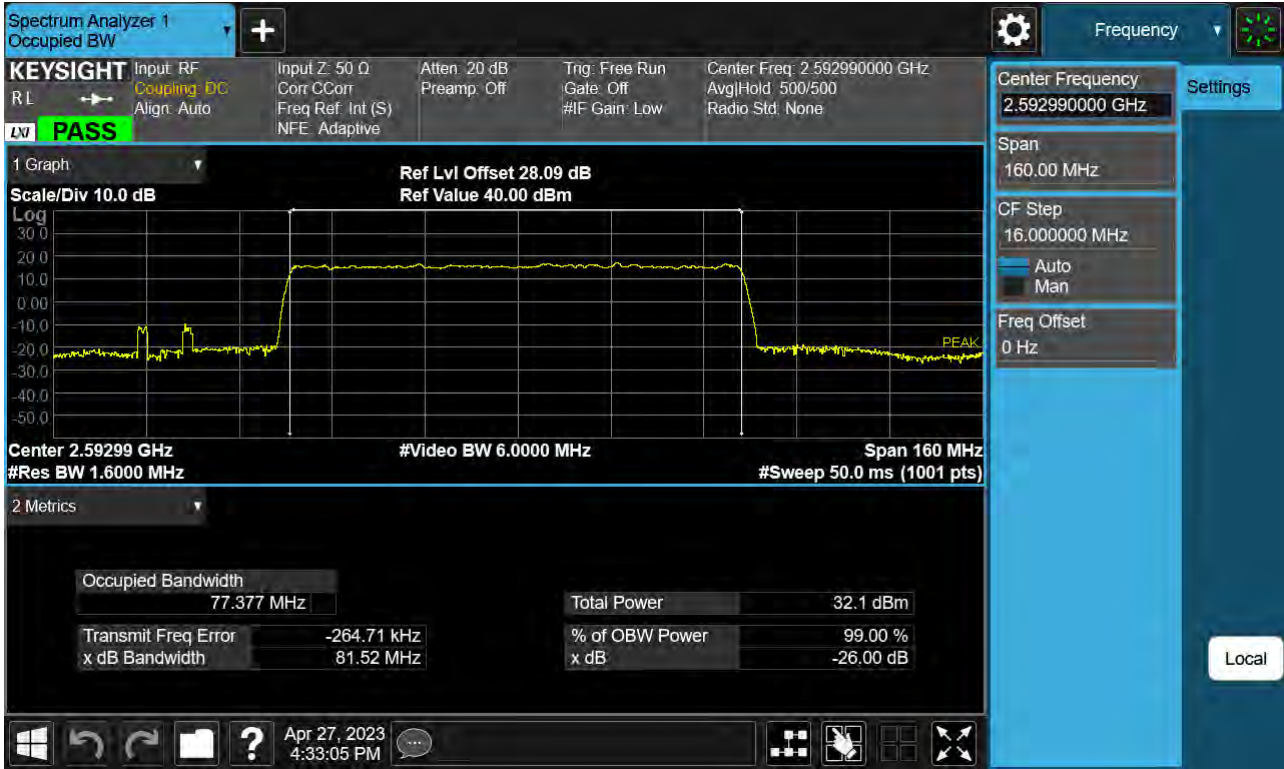 Spectrum Analyzer 1
Occupied BW
+
Frequency
KEYSIGHT
R L
LXI
PASS
Input: RF
Coupling: DC
Align: Auto
Input Z: 50 Ω
Corr CCorr
Freq Ref: Int (S)
NFE: Adaptive
Atten: 20 dB
Preamp: Off
Trig: Free Run
Gate: Off
#IF Gain: Low
Center Freq: 2.592990000 GHz
Avg|Hold: 500/500
Radio Std: None
1 Graph
Scale/Div 10.0 dB
Ref Lvl Offset 28.09 dB
Ref Value 40.00 dBm
Log
30.0
20.0
10.0
0.00
-10.0
-20.0
-30.0
-40.0
-50.0
PEAK
Center 2.59299 GHz
#Video BW 6.0000 MHz
Span 160 MHz
#Res BW 1.6000 MHz
#Sweep 50.0 ms (1001 pts)
2 Metrics
Occupied Bandwidth
77.377 MHz
Total Power 32.1 dBm
Transmit Freq Error -264.71 kHz
% of OBW Power 99.00 %
x dB Bandwidth 81.52 MHz
x dB -26.00 dB
Center Frequency
2.592990000 GHz
Settings
Span
160.00 MHz
CF Step
16.000000 MHz
Auto
Man
Freq Offset
0 Hz
Local
?
Apr 27, 2023
4:33:05 PM